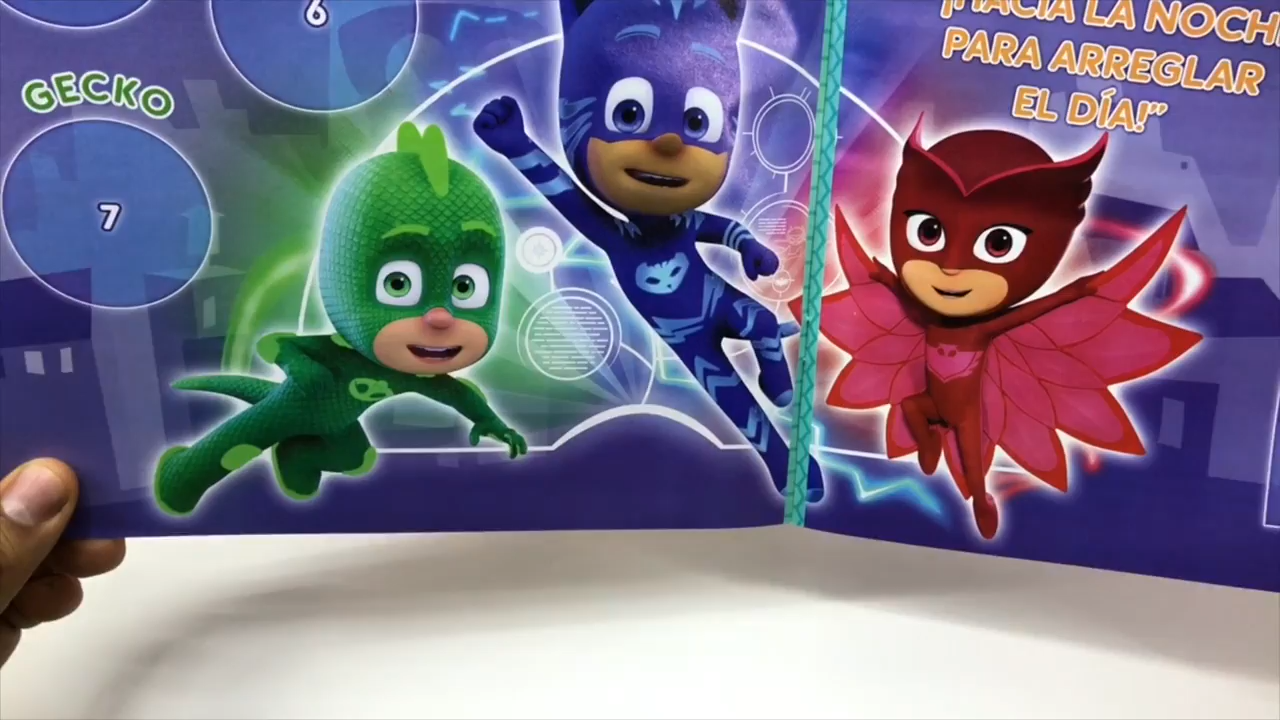 6
GECKO
7
¡HACIA LA NOCHE
PARA ARREGLAR
EL DÍA!"